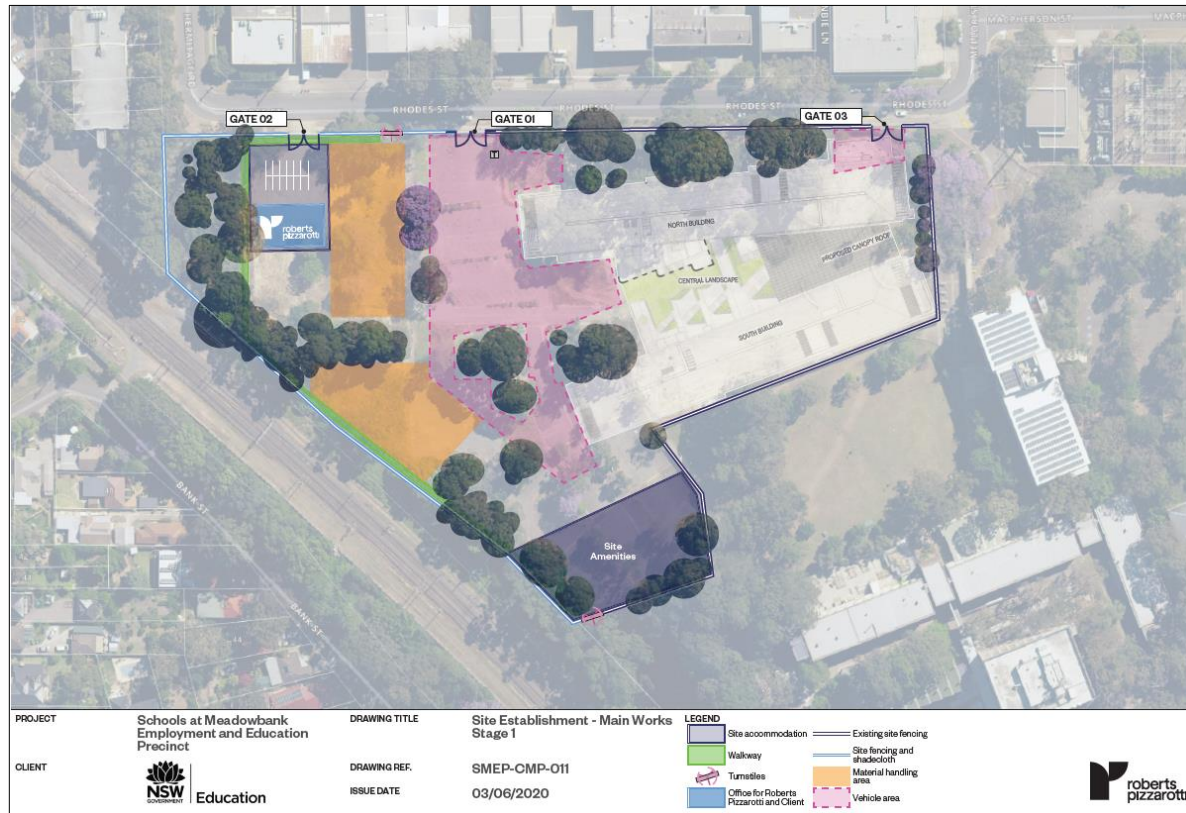 MACPHERSON ST
RHODES ST
RHODES ST
RHODES ST
RHODES ST
GATE 02
GATE 01
GATE 03
roberts
pizzarotti
NORTH BUILDING
PROPOSED CANOPY ROOF
CENTRAL LANDSCAPE
SOUTH BUILDING
BANK ST
BANK ST
Site
Amenities
PROJECT
Schools at Meadowbank
Employment and Education
Precinct
CLIENT
NSW
GOVERNMENT
Education
DRAWING TITLE
Site Establishment - Main Works
Stage 1
DRAWING REF.
SMEP-CMP-011
ISSUE DATE
03/06/2020
LEGEND
Site accommodation
Walkway
Turnstiles
Office for Roberts
Pizzarotti and Client
Existing site fencing
Site fencing and
shadecloth
Material handling
area
Vehicle area
roberts
pizzarotti